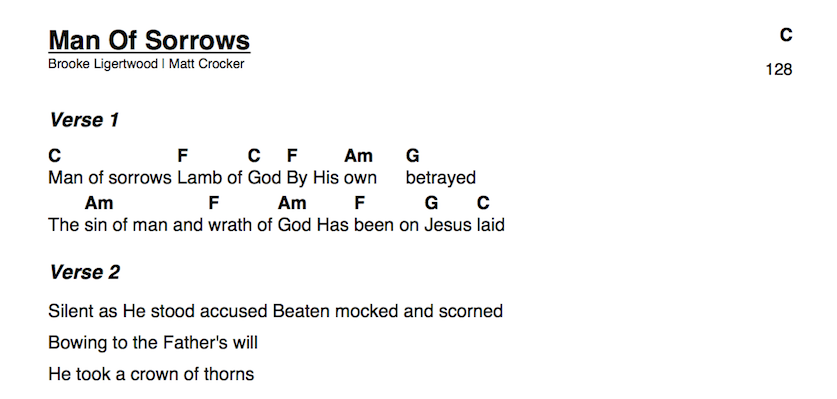 Man Of Sorrows
C
Brooke Ligertwood | Matt Crocker
128
Verse 1
C F C F Am G
Man of sorrows Lamb of God By His own betrayed
Am F Am F G C
The sin of man and wrath of God Has been on Jesus laid
Verse 2
Silent as He stood accused Beaten mocked and scorned
Bowing to the Father's will
He took a crown of thorns